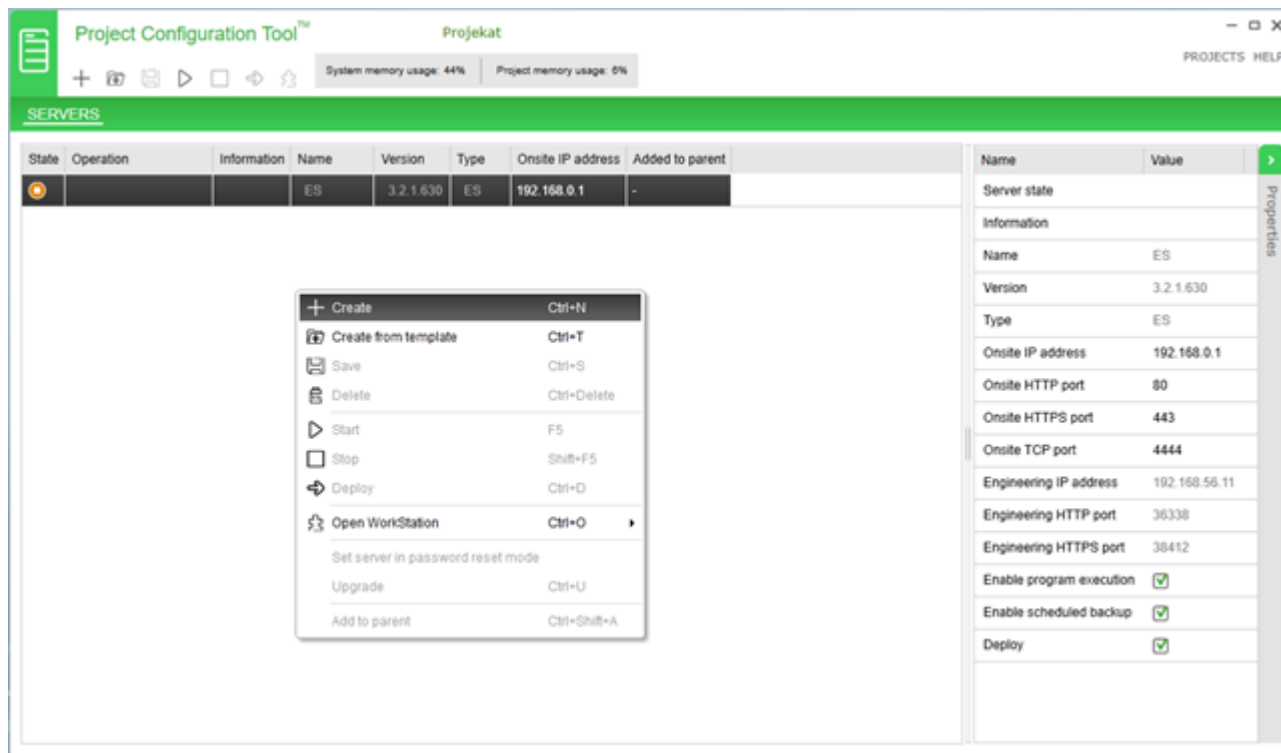 Project Configuration Tool™
Projekat
System memory usage: 44% Project memory usage: 6%
PROJECTS HELP
SERVERS
State Operation Information Name Version Type Onsite IP address Added to parent
ES 3.2.1.630 ES 192.168.0.1 -
Create Ctrl+N
Create from template Ctrl+T
Save Ctrl+S
Delete Ctrl+Delete
Start F5
Stop Shift+F5
Deploy Ctrl+D
Open WorkStation Ctrl+O
Set server in password reset mode
Upgrade Ctrl+U
Add to parent Ctrl+Shift+A
Name Value
Server state
Information
Name ES
Version 3.2.1.630
Type ES
Onsite IP address 192.168.0.1
Onsite HTTP port 80
Onsite HTTPS port 443
Onsite TCP port 4444
Engineering IP address 192.168.56.11
Engineering HTTP port 36338
Engineering HTTPS port 38412
Enable program execution
Enable scheduled backup
Deploy
Properties